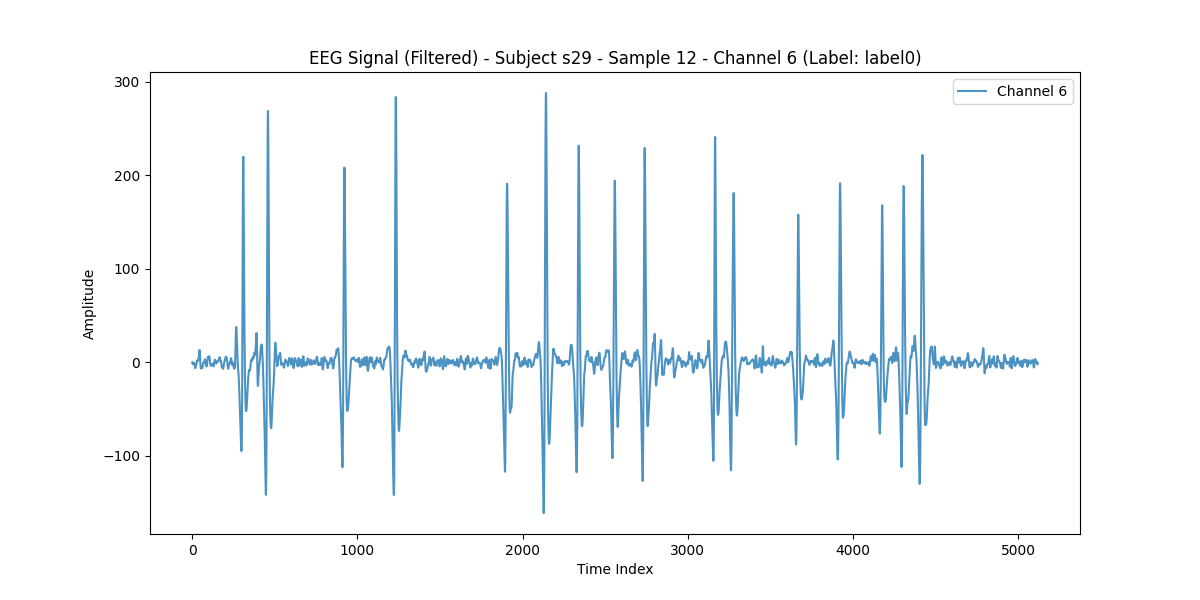 EEG Signal (Filtered) - Subject s29 - Sample 12 - Channel 6 (Label: label0)
Channel 6
300
200
100
0
−100
Amplitude
0 1000 2000 3000 4000 5000
Time Index